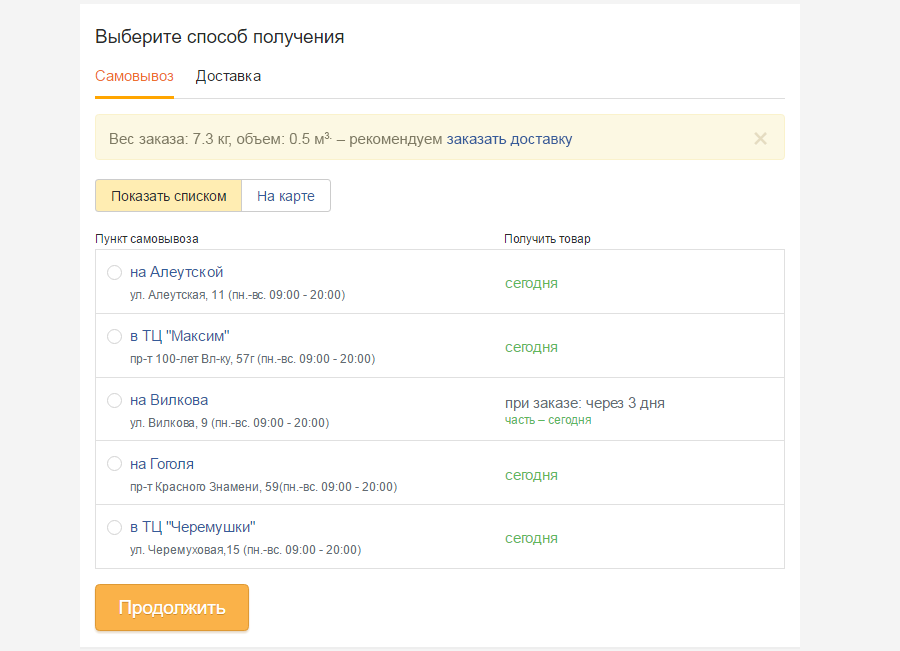 Выберите способ получения
Самовывоз Доставка
Вес заказа: 7.3 кг, объем: 0.5 м³· – рекомендуем заказать доставку
Показать списком На карте
Пункт самовывоза Получить товар
на Алеутской
ул. Алеутская, 11 (пн.-вс. 09:00 - 20:00)
сегодня
в ТЦ "Максим"
пр-т 100-лет Вл-ку, 57г (пн.-вс. 09:00 - 20:00)
сегодня
на Вилкова
ул. Вилкова, 9 (пн.-вс. 09:00 - 20:00)
при заказе: через 3 дня
часть – сегодня
на Гоголя
пр-т Красного Знамени, 59(пн.-вс. 09:00 - 20:00)
сегодня
в ТЦ "Черемушки"
ул. Черемуховая,15 (пн.-вс. 09:00 - 20:00)
сегодня
Продолжить